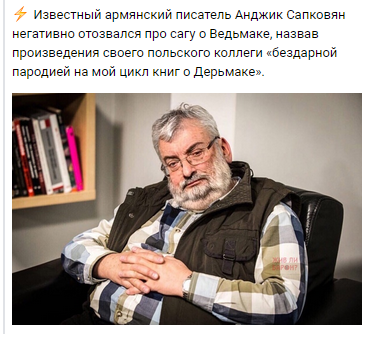 ⚡ Известный армянский писатель Анджик Сапковян
негативно отозвался про сагу о Ведьмаке, назвав
произведения своего польского коллеги «бездарной
пародией на мой цикл книг о Дерьмаке».